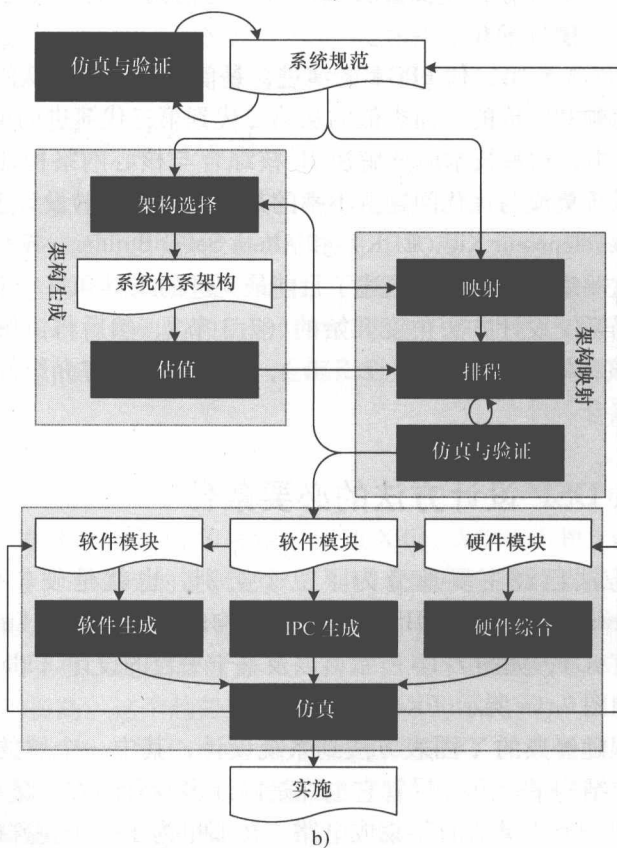 仿真与验证
系统规范
架构选择
系统体系架构
估值
架构生成
映射
排程
仿真与验证
架构映射
软件模块
软件模块
硬件模块
软件生成
IPC 生成
硬件综合
仿真
实施
b)